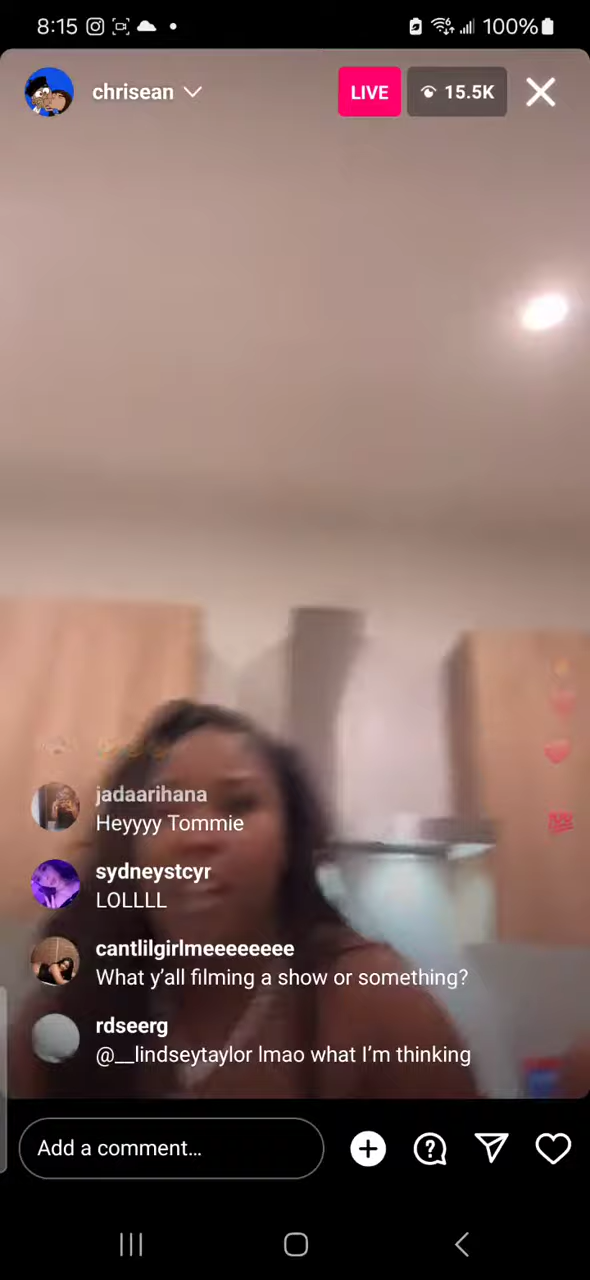 8:15
100%
chrisean
LIVE
15.5K
jadaarihana
Heyyyy Tommie
sydneystcyr
LOLLLL
cantlilgirlmeeeeeeee
What y'all filming a show or something?
rdseerg
@__lindseytaylor lmao what I'm thinking
Add a comment...